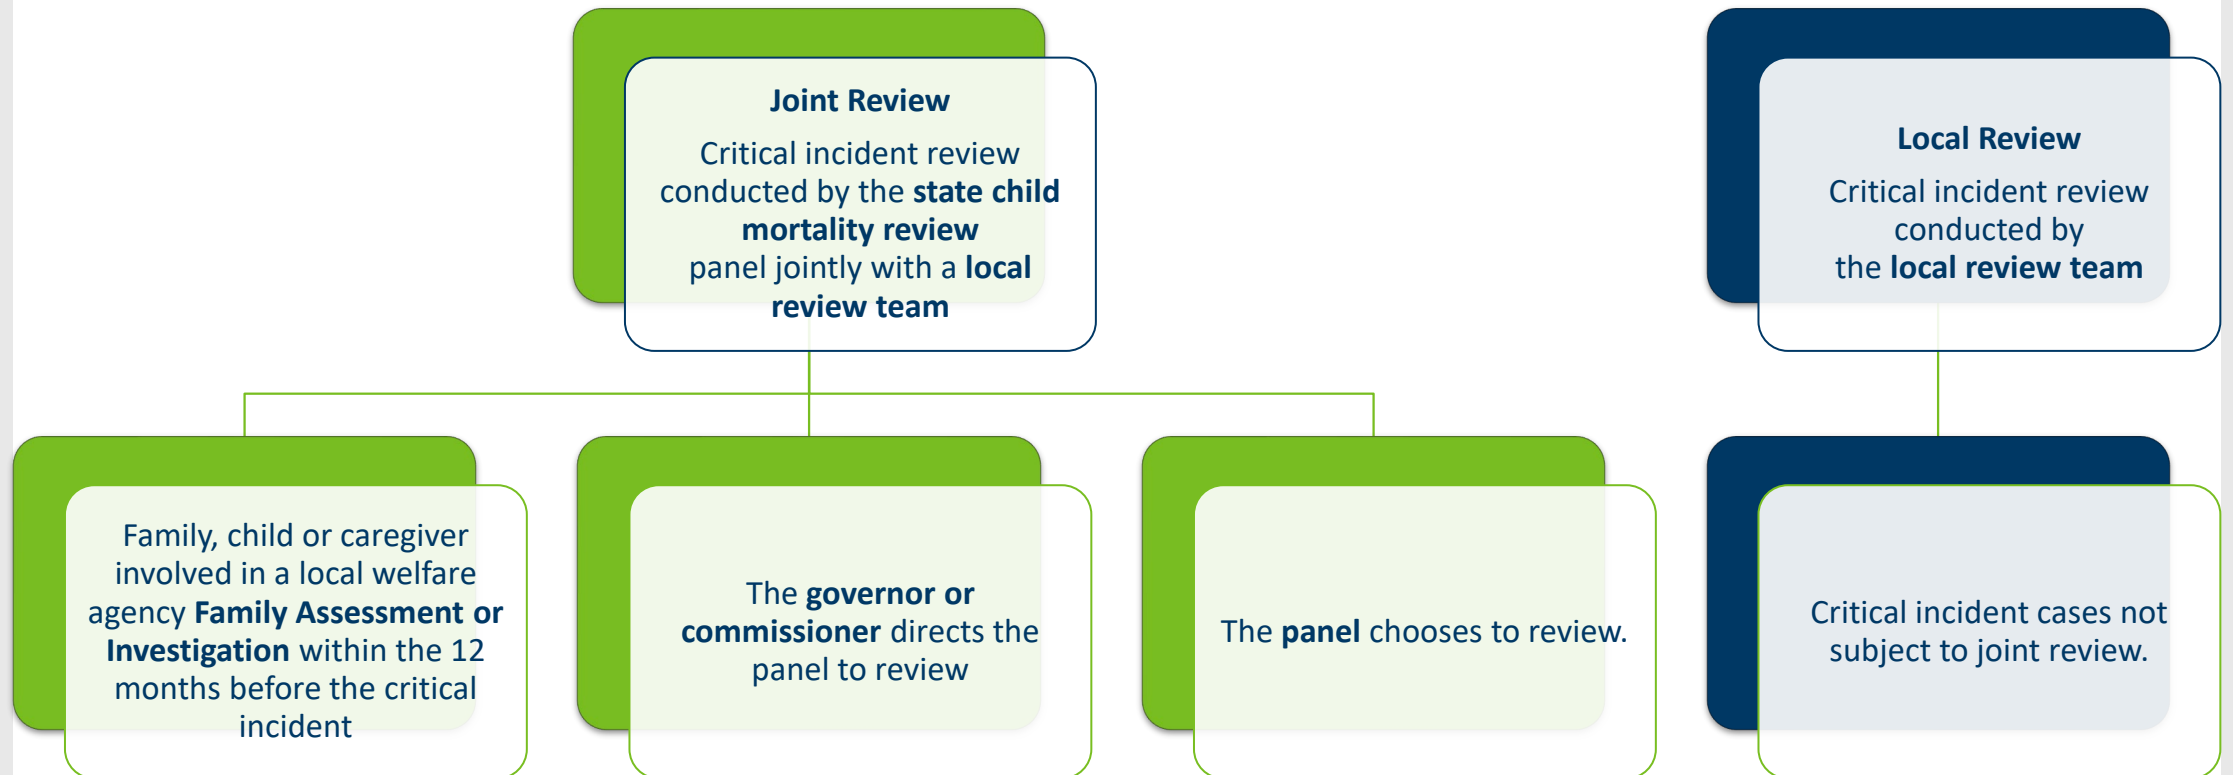 Joint Review
Critical incident review
conducted by the state child
mortality review
panel jointly with a local
review team
Local Review
Critical incident review
conducted by
the local review team
Family, child or caregiver
involved in a local welfare
agency Family Assessment or
Investigation within the 12
months before the critical
incident
The governor or
commissioner directs the
panel to review
The panel chooses to review.
Critical incident cases not
subject to joint review.